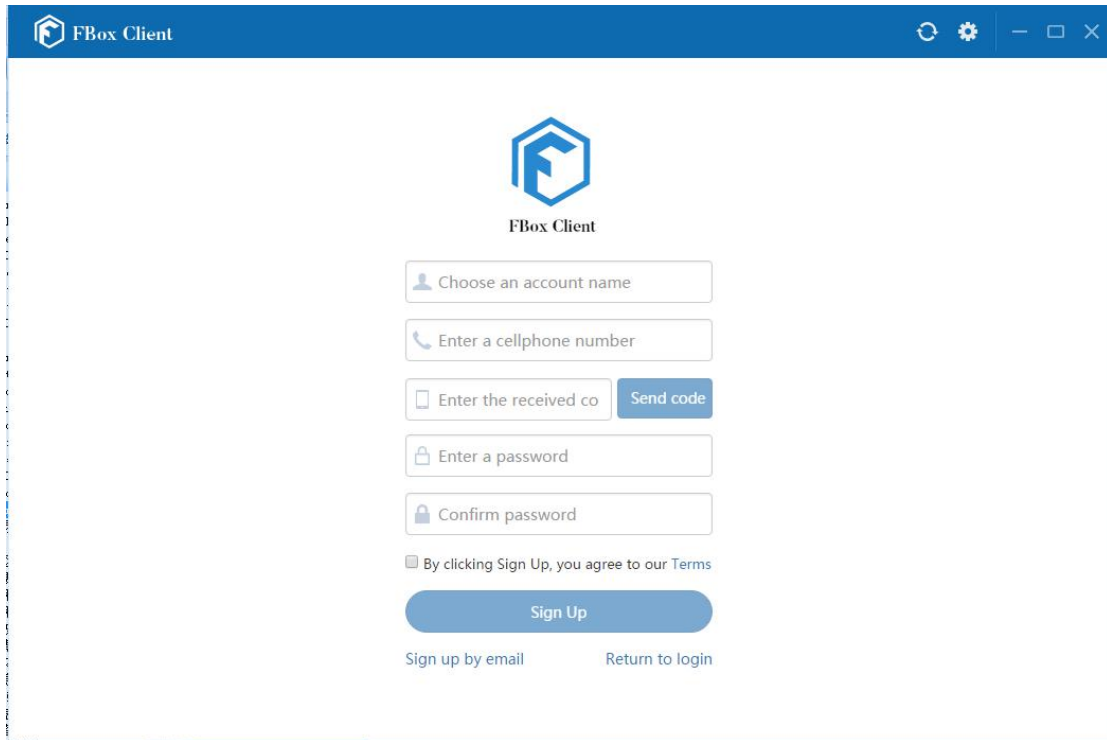 FBox Client
FBox Client
Choose an account name
Enter a cellphone number
Enter the received co
Send code
Enter a password
Confirm password
By clicking Sign Up, you agree to our Terms
Sign Up
Sign up by email
Return to login